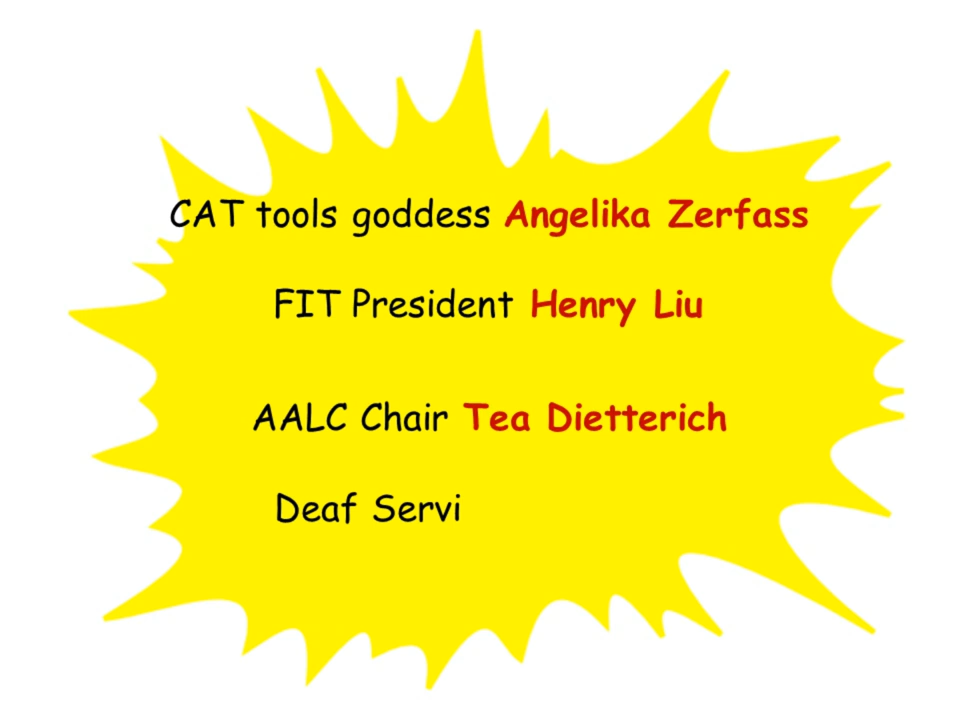 CAT tools goddess Angelika Zerfass
FIT President Henry Liu
AALC Chair Tea Dietterich
Deaf Servi